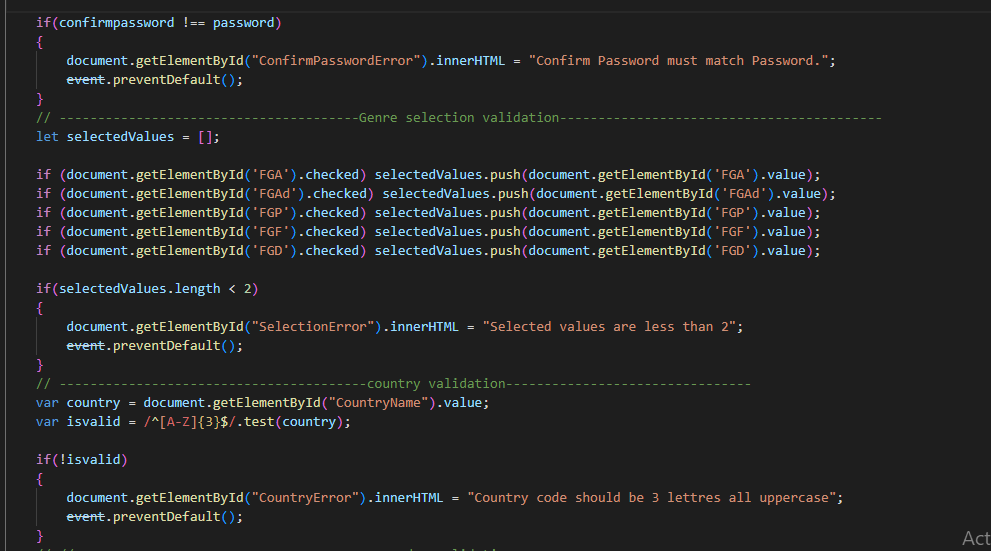 if(confirmpassword !== password)
{
document.getElementById("ConfirmPasswordError").innerHTML = "Confirm Password must match Password.";
event.preventDefault();
}
// ---------------------------------------Genre selection validation------------------------------------------
let selectedValues = [];
if (document.getElementById('FGA').checked) selectedValues.push(document.getElementById('FGA').value);
if (document.getElementById('FGAd').checked) selectedValues.push(document.getElementById('FGAd').value);
if (document.getElementById('FGP').checked) selectedValues.push(document.getElementById('FGP').value);
if (document.getElementById('FGF').checked) selectedValues.push(document.getElementById('FGF').value);
if (document.getElementById('FGD').checked) selectedValues.push(document.getElementById('FGD').value);
if(selectedValues.length < 2)
{
document.getElementById("SelectionError").innerHTML = "Selected values are less than 2";
event.preventDefault();
}
// ----------------------------------------country validation--------------------------------
var country = document.getElementById("CountryName").value;
var isvalid = /^[A-Z]{3}$/.test(country);
if(!isvalid)
{
document.getElementById("CountryError").innerHTML = "Country code should be 3 lettres all uppercase";
event.preventDefault();
}